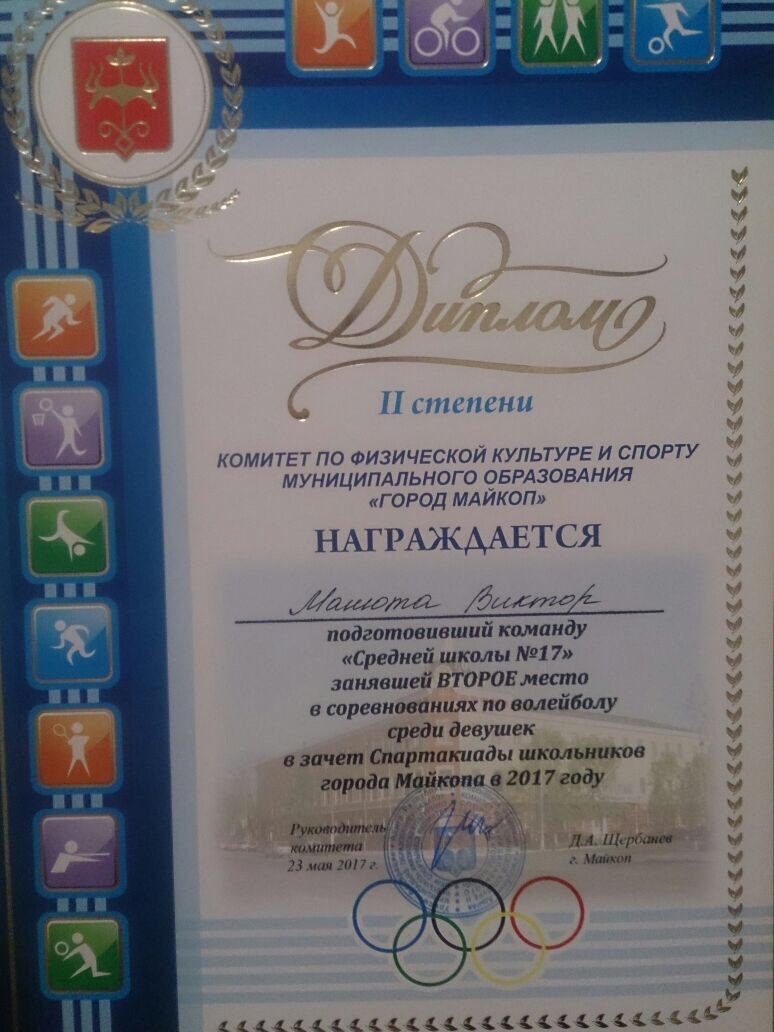 Диплом
II степени
КОМИТЕТ ПО ФИЗИЧЕСКОЙ КУЛЬТУРЕ И СПОРТУ
МУНИЦИПАЛЬНОГО ОБРАЗОВАНИЯ
«ГОРОД МАЙКОП»
НАГРАЖДАЕТСЯ
Машота Виктор
подготовивший команду
«Средней школы №17»
занявшей ВТОРОЕ место
в соревнованиях по волейболу
среди девушек
в зачет Спартакиады школьников
города Майкопа в 2017 году
Руководитель
комитета
23 мая 2017 г.
Д.А. Щербанев
г. Майкоп